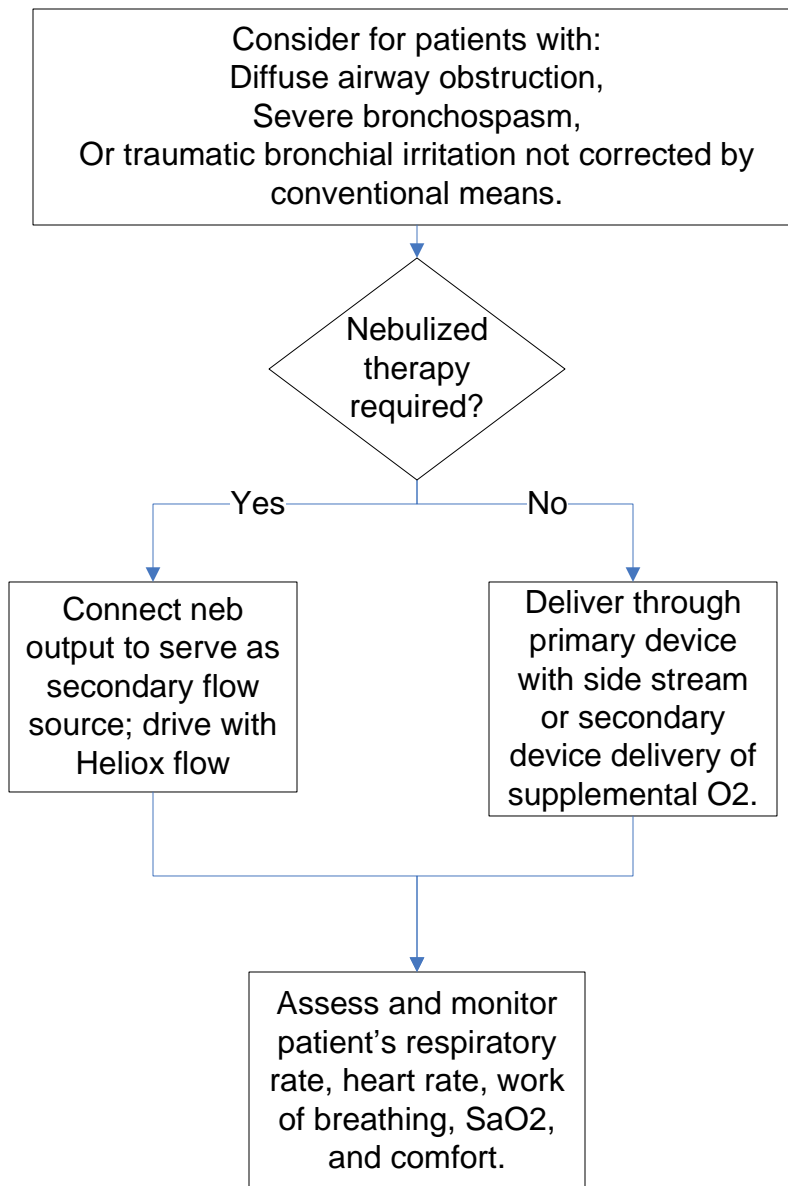 Consider for patients with:
Diffuse airway obstruction,
Severe bronchospasm,
Or traumatic bronchial irritation not corrected by
conventional means.
Nebulized
therapy
required?
Yes
No
Connect neb
output to serve as
secondary flow
source; drive with
Heliox flow
Deliver through
primary device
with side stream
or secondary
device delivery of
supplemental O2.
Assess and monitor
patient’s respiratory
rate, heart rate, work
of breathing, SaO2,
and comfort.